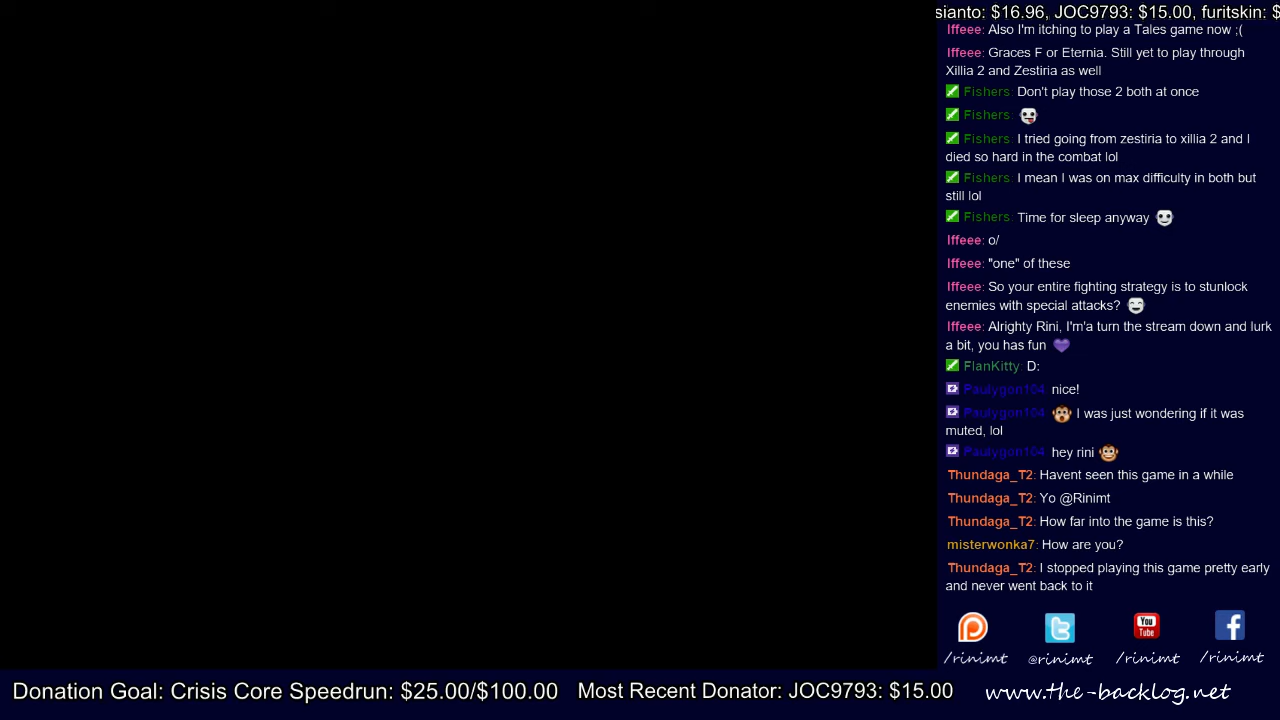 sianto: $16.96, JOC9793: $15.00, furitskin: $
Iffeee: Also I'm itching to play a Tales game now ;(
Iffeee: Graces F or Eternia. Still yet to play through
Xillia 2 and Zestiria as well
Fishers: Don't play those 2 both at once
Fishers:
Fishers: I tried going from zestiria to xillia 2 and I
died so hard in the combat lol
Fishers: I mean I was on max difficulty in both but
still lol
Fishers: Time for sleep anyway
Iffeee: o/
Iffeee: "one" of these
Iffeee: So your entire fighting strategy is to stunlock
enemies with special attacks?
Iffeee: Alrighty Rini, I'm'a turn the stream down and lurk
a bit, you has fun
FlanKitty: D:
Paulygon104: nice!
Paulygon104: I was just wondering if it was
muted, lol
Paulygon104: hey rini
Thundaga_T2: Havent seen this game in a while
Thundaga_T2: Yo @Rinimt
Thundaga_T2: How far into the game is this?
misterwonka7: How are you?
Thundaga_T2: I stopped playing this game pretty early
and never went back to it
You
Tube
/rinimt @rinimt /rinimt /rinimt
Donation Goal: Crisis Core Speedrun: $25.00/$100.00 Most Recent Donator: JOC9793: $15.00 www.the-backlog.net